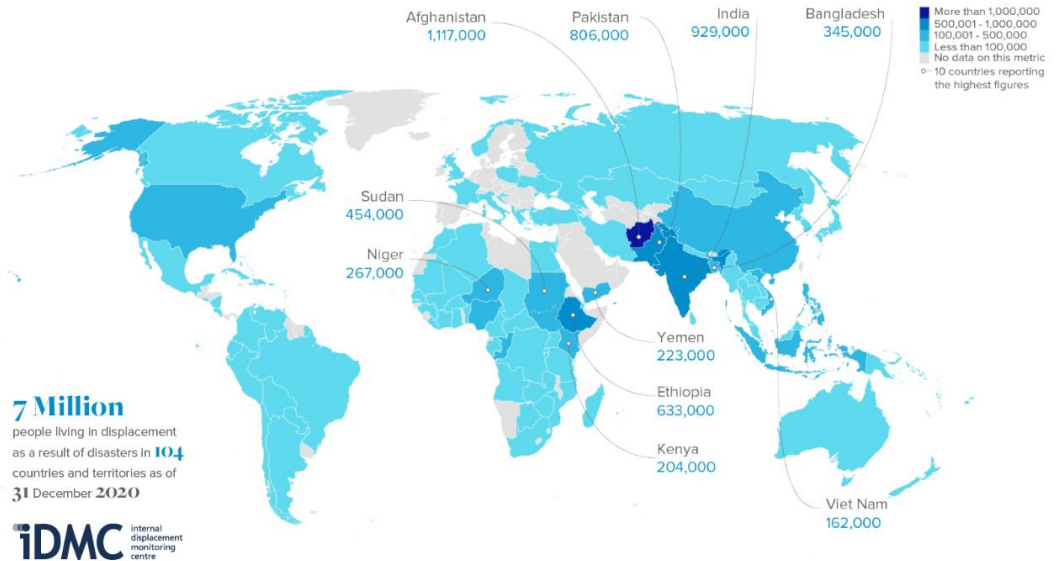 Afghanistan
1,117,000
Pakistan
806,000
India
929,000
Bangladesh
345,000
More than 1,000,000
500,001 - 1,000,000
100,001 - 500,000
Less than 100,000
No data on this metric
10 countries reporting
the highest figures
Sudan
454,000
Niger
267,000
Yemen
223,000
Ethiopia
633,000
Kenya
204,000
Viet Nam
162,000
7 Million
people living in displacement
as a result of disasters in 104
countries and territories as of
31 December 2020
iDMC
internal
displacement
monitoring
centre